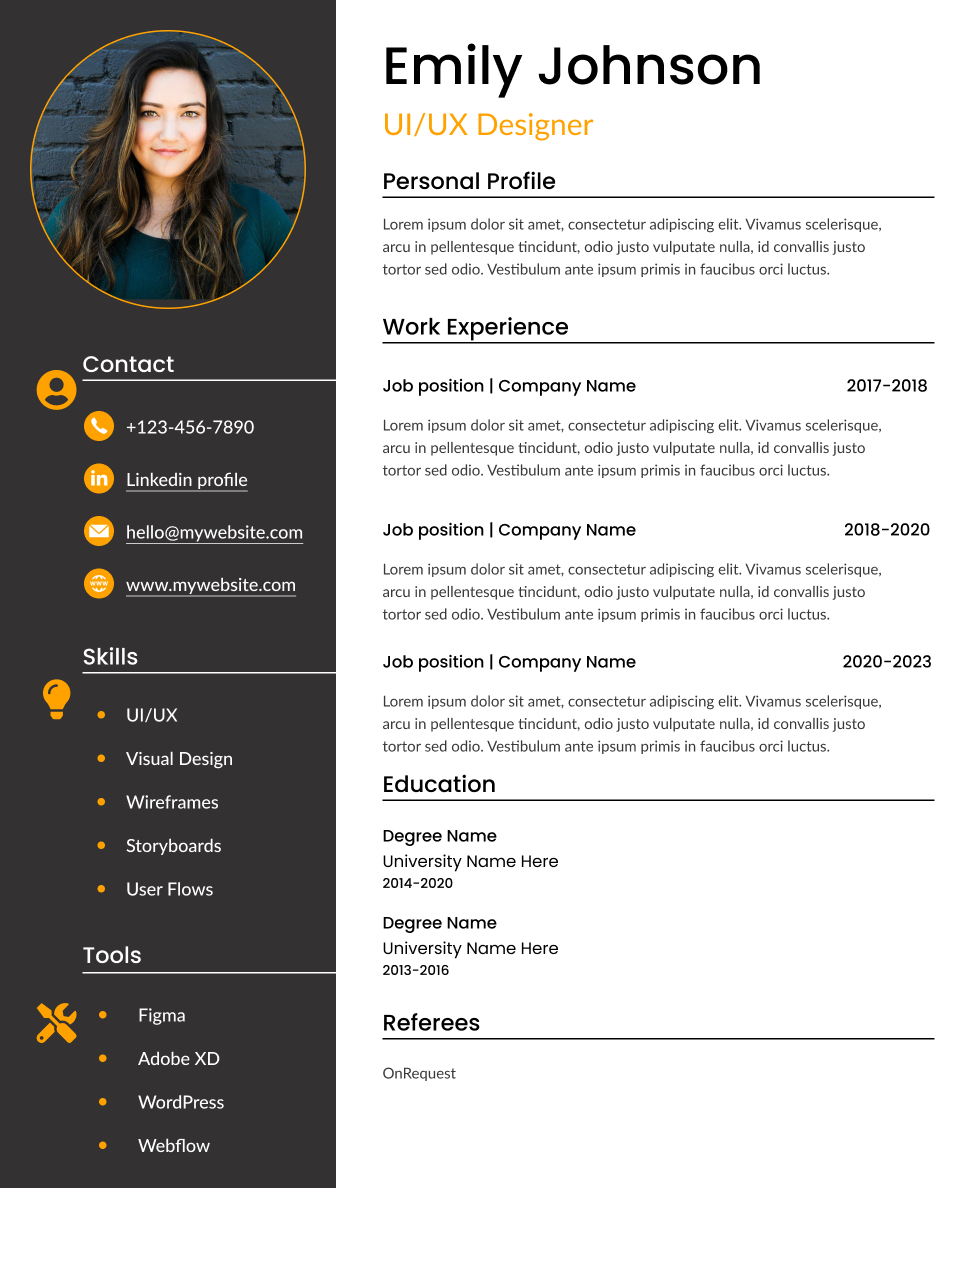 Emily Johnson
UI/UX Designer
Contact
+123-456-7890
Linkedin profile
hello@mywebsite.com
www
www.mywebsite.com
Skills
UI/UX
Visual Design
Wireframes
Storyboards
User Flows
Tools
Figma
Adobe XD
WordPress
Webflow
Personal Profile
Lorem ipsum dolor sit amet, consectetur adipiscing elit. Vivamus scelerisque,
arcu in pellentesque tincidunt, odio justo vulputate nulla, id convallis justo
tortor sed odio. Vestibulum ante ipsum primis in faucibus orci luctus.
Work Experience
Job position | Company Name 2017-2018
Lorem ipsum dolor sit amet, consectetur adipiscing elit. Vivamus scelerisque,
arcu in pellentesque tincidunt, odio justo vulputate nulla, id convallis justo
tortor sed odio. Vestibulum ante ipsum primis in faucibus orci luctus.
Job position | Company Name 2018-2020
Lorem ipsum dolor sit amet, consectetur adipiscing elit. Vivamus scelerisque,
arcu in pellentesque tincidunt, odio justo vulputate nulla, id convallis justo
tortor sed odio. Vestibulum ante ipsum primis in faucibus orci luctus.
Job position | Company Name 2020-2023
Lorem ipsum dolor sit amet, consectetur adipiscing elit. Vivamus scelerisque,
arcu in pellentesque tincidunt, odio justo vulputate nulla, id convallis justo
tortor sed odio. Vestibulum ante ipsum primis in faucibus orci luctus.
Education
Degree Name
University Name Here
2014-2020
Degree Name
University Name Here
2013-2016
Referees
OnRequest